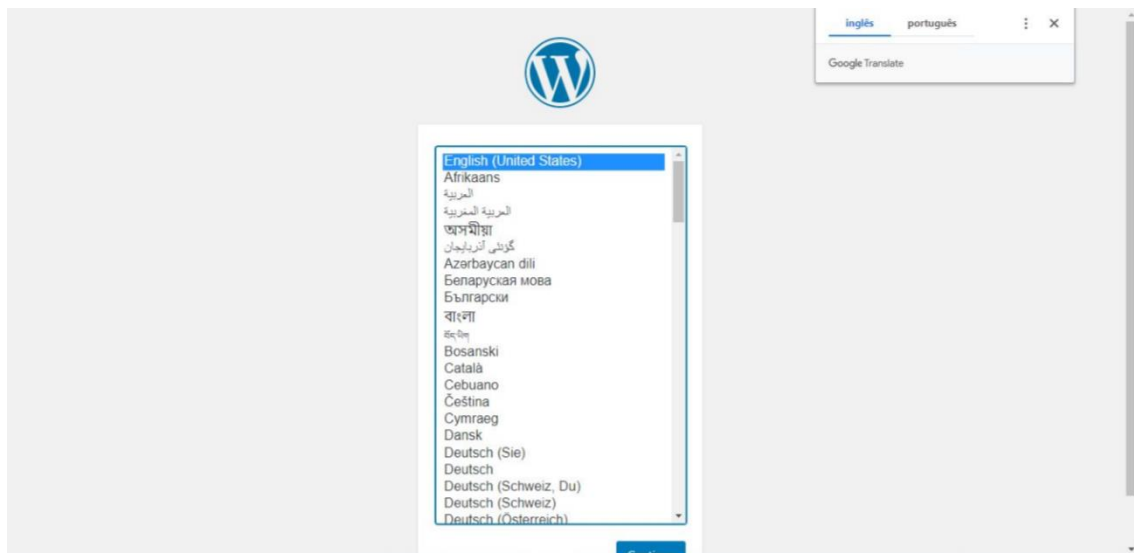 inglês português
Google Translate
English (United States)
Afrikaans
العربية
العربية المغربية
অসমীয়া
گؤنئی آذربایجان
Azərbaycan dili
Беларуская мова
Български
বাংলা
བོད་ཡིག
Bosanski
Català
Cebuano
Čeština
Cymraeg
Dansk
Deutsch (Sie)
Deutsch
Deutsch (Schweiz, Du)
Deutsch (Schweiz)
Deutsch (Österreich)